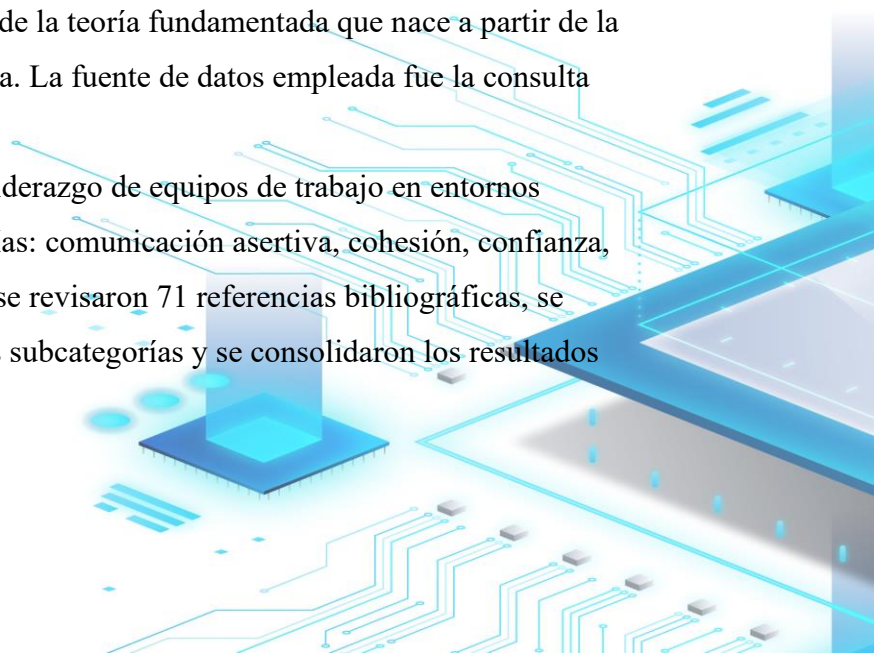 de la teoría fundamentada que nace a partir de la
a. La fuente de datos empleada fue la consulta
iderazgo de equipos de trabajo en entornos
ías: comunicación asertiva, cohesión, confianza,
se revisaron 71 referencias bibliográficas, se
subcategorías y se consolidaron los resultados